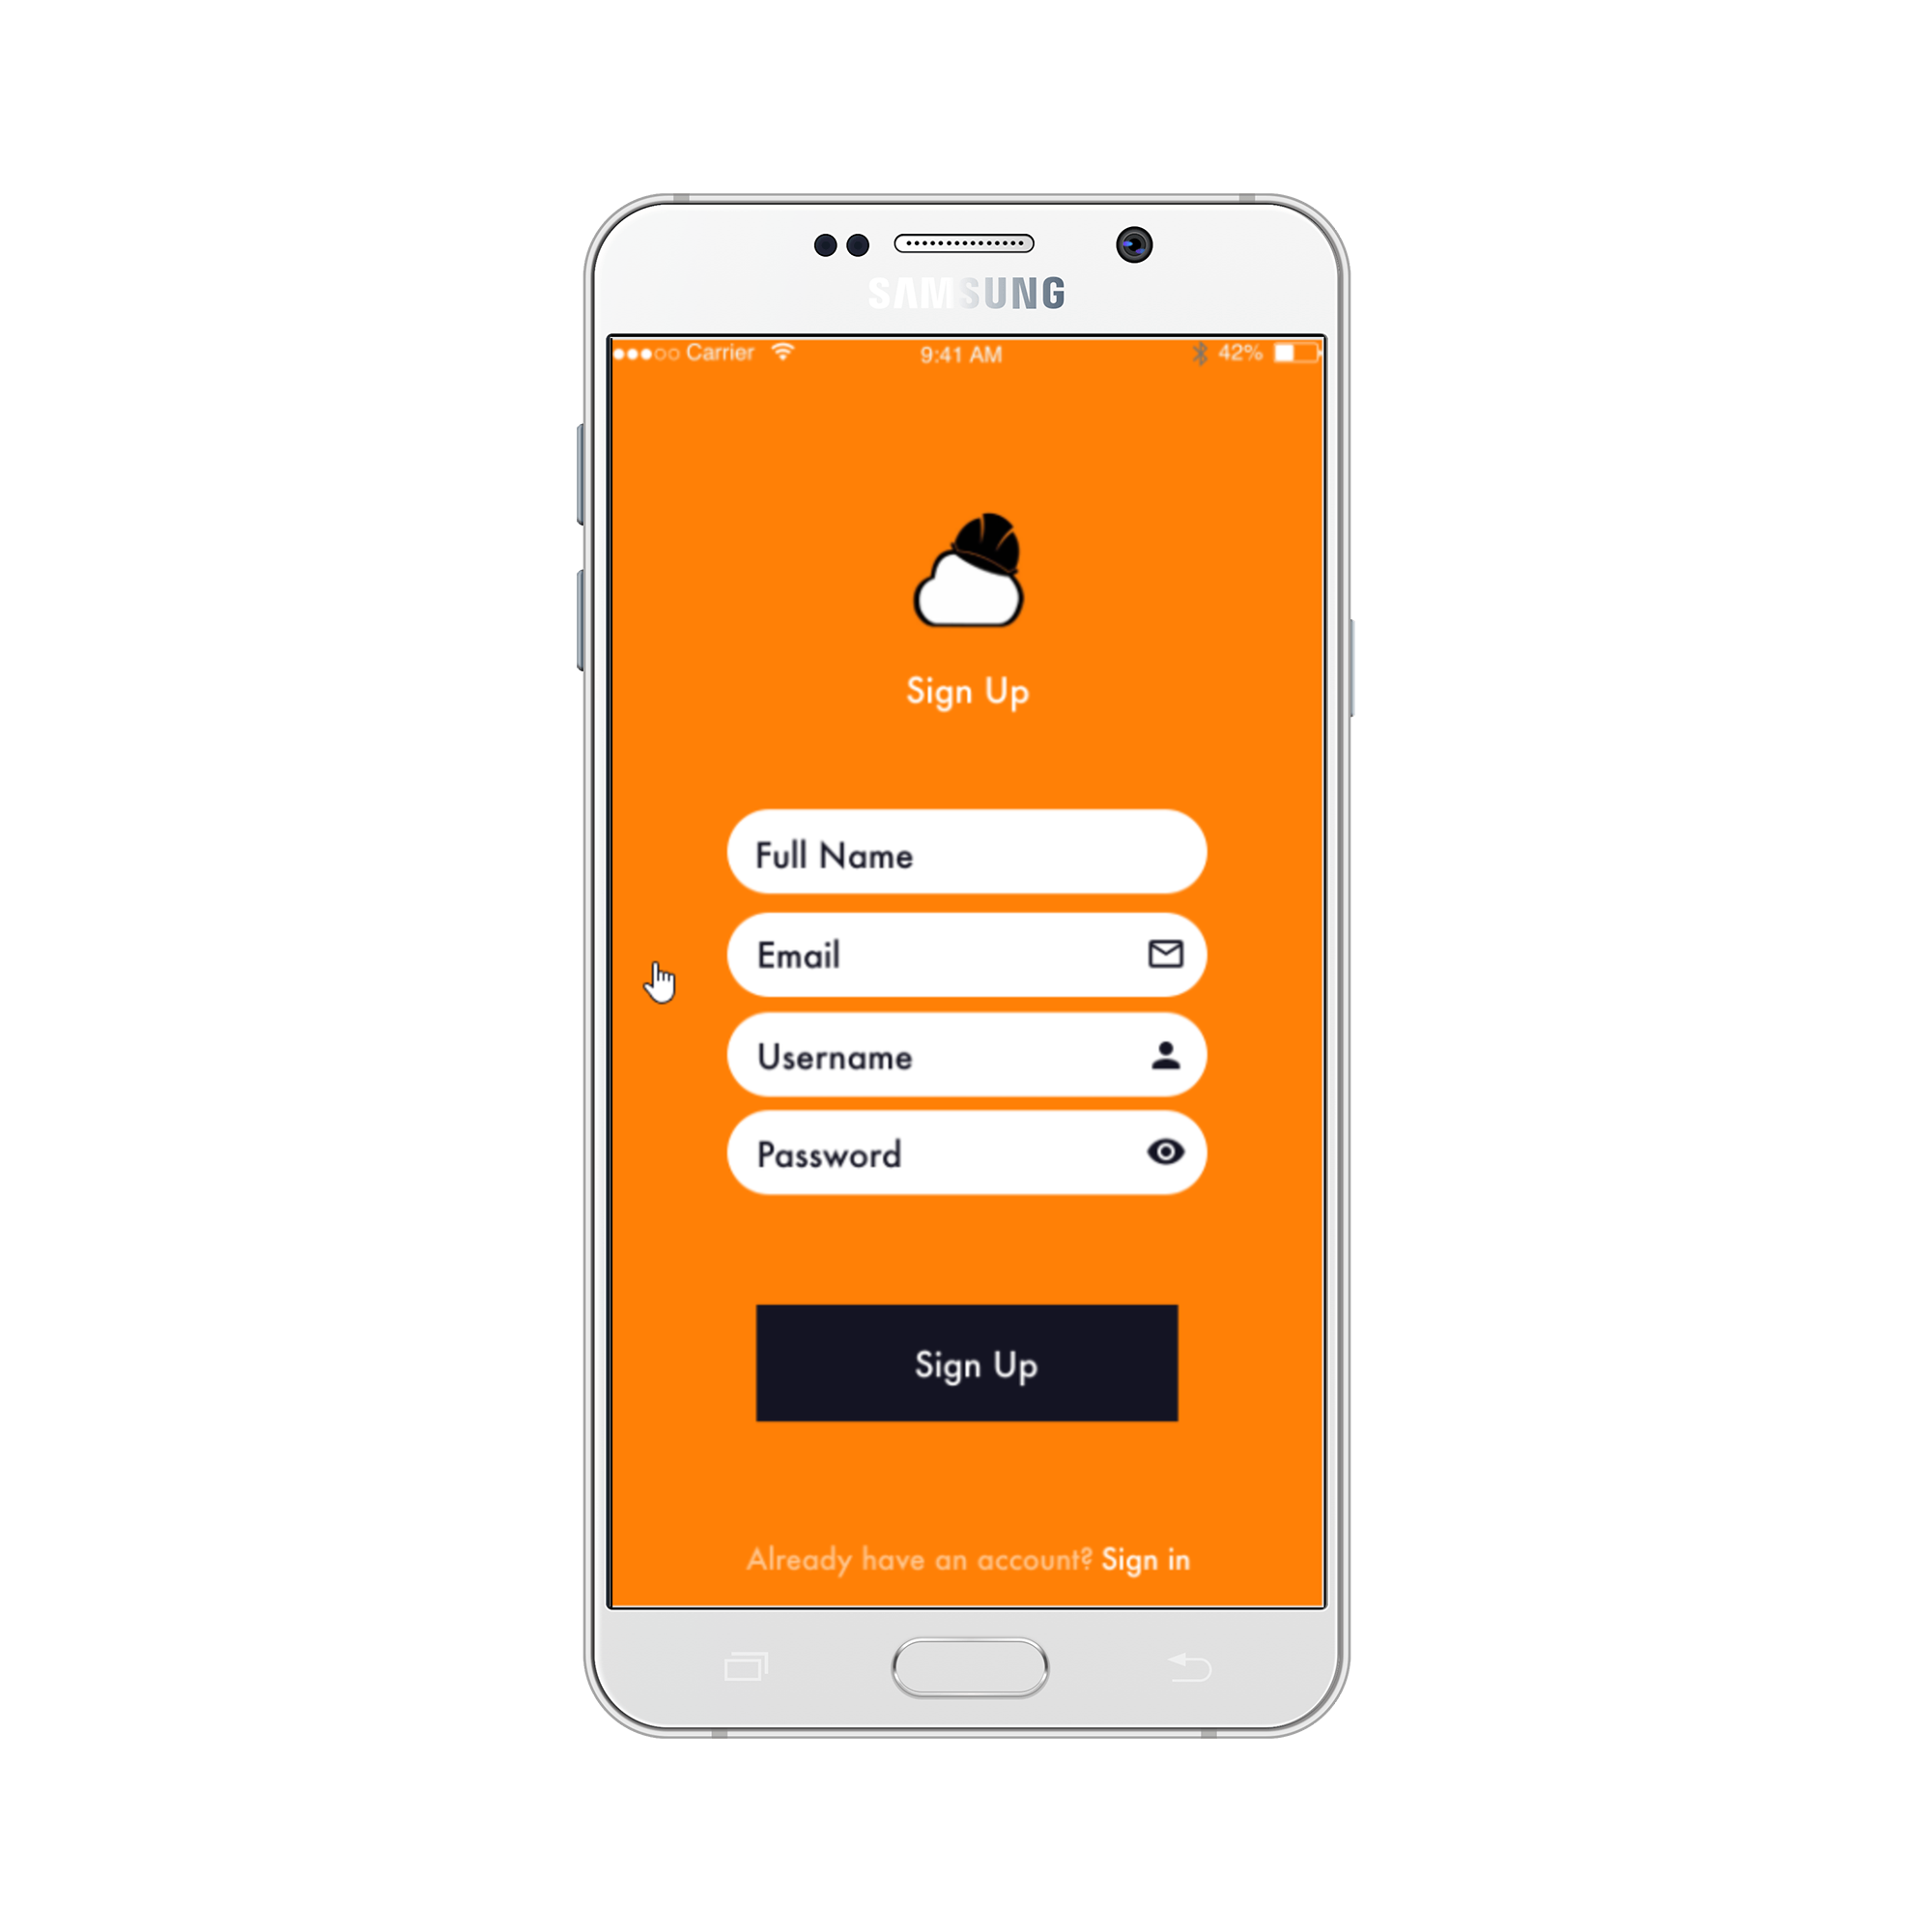 SAMSUNG
Carrier 9:41 AM 42%
Sign Up
Full Name
Email
Username
Password
Sign Up
Already have an account? Sign in